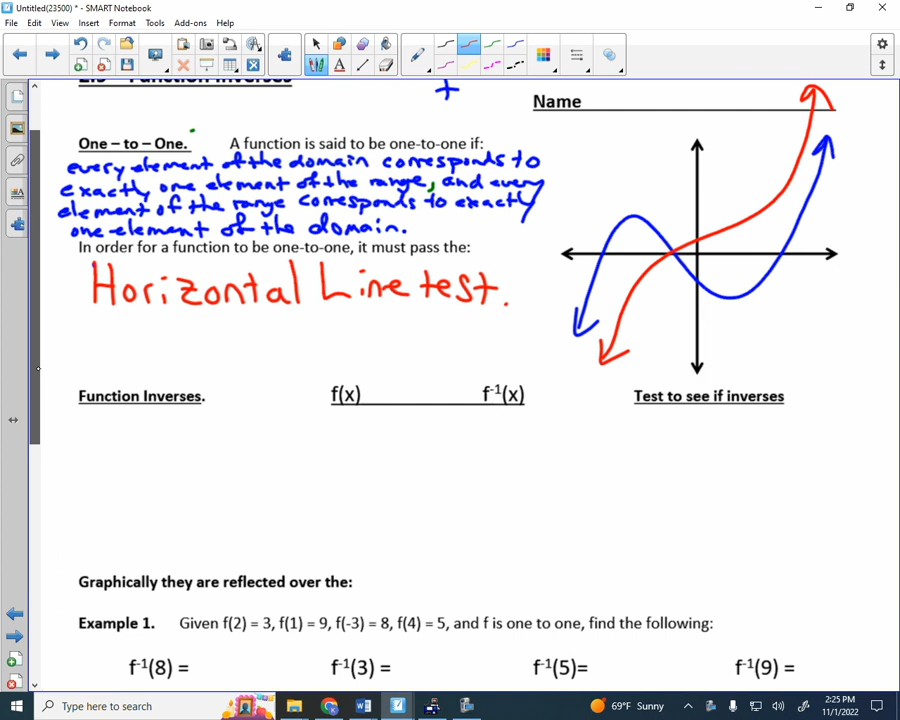 Untitled(23500) * - SMART Notebook
File Edit View Insert Format Tools Add-ons Help
Name
One – to – One. A function is said to be one-to-one if:
every element of the domain corresponds to
exactly one element of the range, and every
element of the range corresponds to exactly
one element of the domain.
In order for a function to be one-to-one, it must pass the:
Horizontal Line test.
Function Inverses. f(x) f⁻¹(x) Test to see if inverses
Graphically they are reflected over the:
Example 1. Given f(2) = 3, f(1) = 9, f(-3) = 8, f(4) = 5, and f is one to one, find the following:
f⁻¹(8) = f⁻¹(3) = f⁻¹(5)= f⁻¹(9) =
Type here to search
69°F Sunny
2:25 PM
11/1/2022